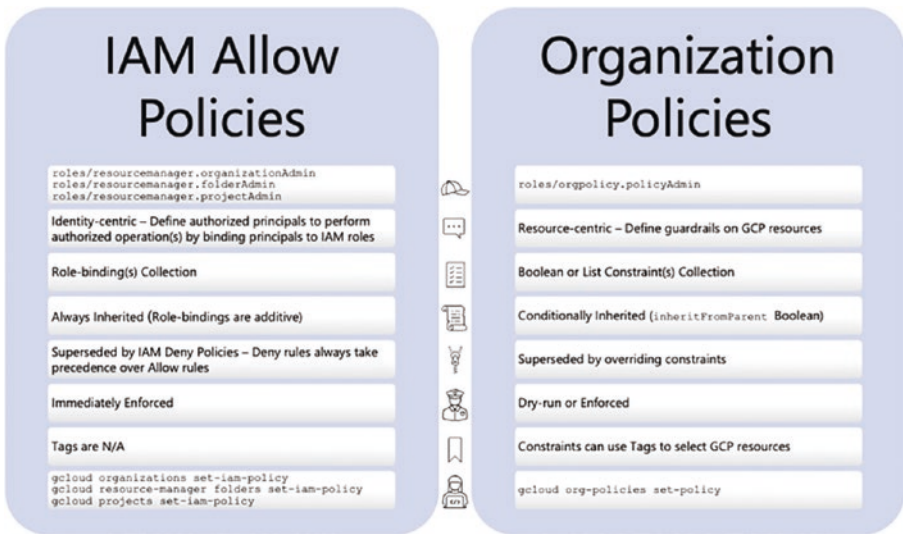 IAM Allow
Policies
roles/resourcemanager.organizationAdmin
roles/resourcemanager.folderAdmin
roles/resourcemanager.projectAdmin
Identity-centric – Define authorized principals to perform
authorized operation(s) by binding principals to IAM roles
Role-binding(s) Collection
Always Inherited (Role-bindings are additive)
Superseded by IAM Deny Policies – Deny rules always take
precedence over Allow rules
Immediately Enforced
Tags are N/A
gcloud organizations set-iam-policy
gcloud resource-manager folders set-iam-policy
gcloud projects set-iam-policy
Organization
Policies
roles/orgpolicy.policyAdmin
Resource-centric – Define guardrails on GCP resources
Boolean or List Constraint(s) Collection
Conditionally Inherited (inheritFromParent Boolean)
Superseded by overriding constraints
Dry-run or Enforced
Constraints can use Tags to select GCP resources
gcloud org-policies set-policy